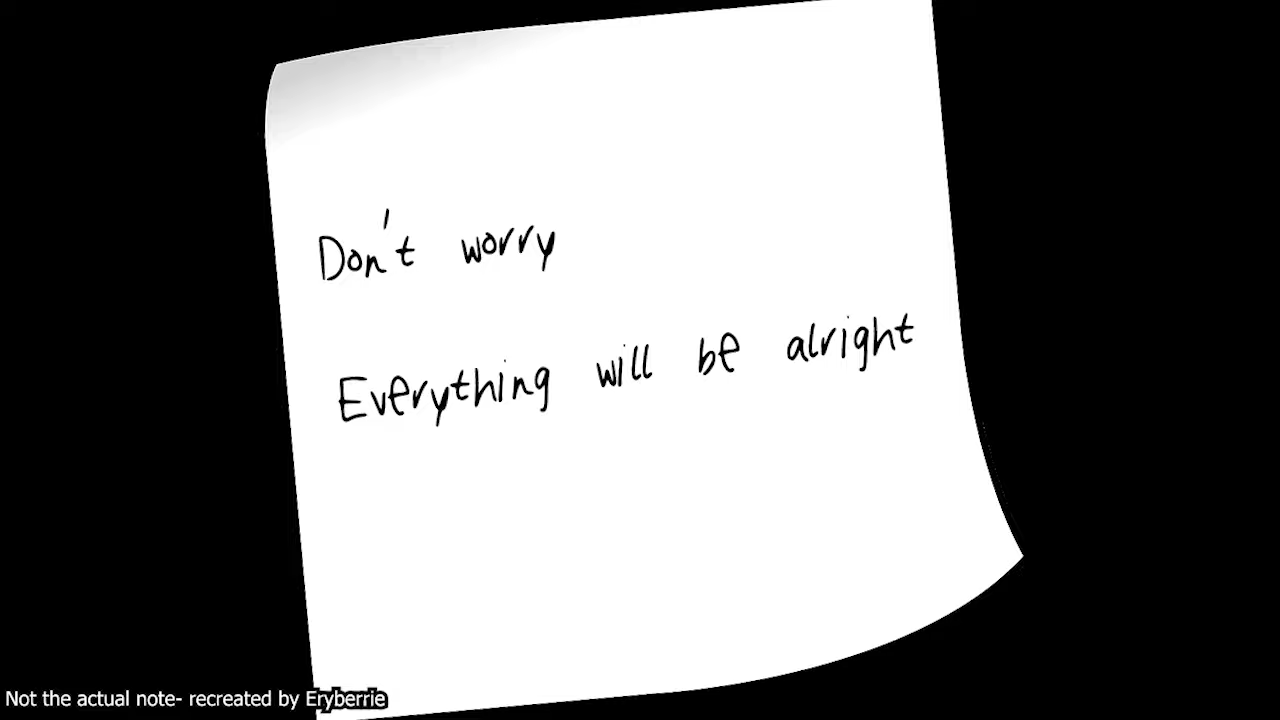 Don't worry
Everything will be alright
Not the actual note- recreated by Eryberrie